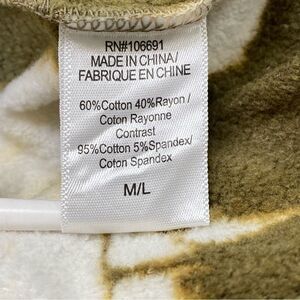 RN#106691
MADE IN CHINA/
FABRIQUE EN CHINE
60%Cotton 40%Rayon /
Coton Rayonne
Contrast
95%Cotton 5%Spandex/
Coton Spandex
M/L